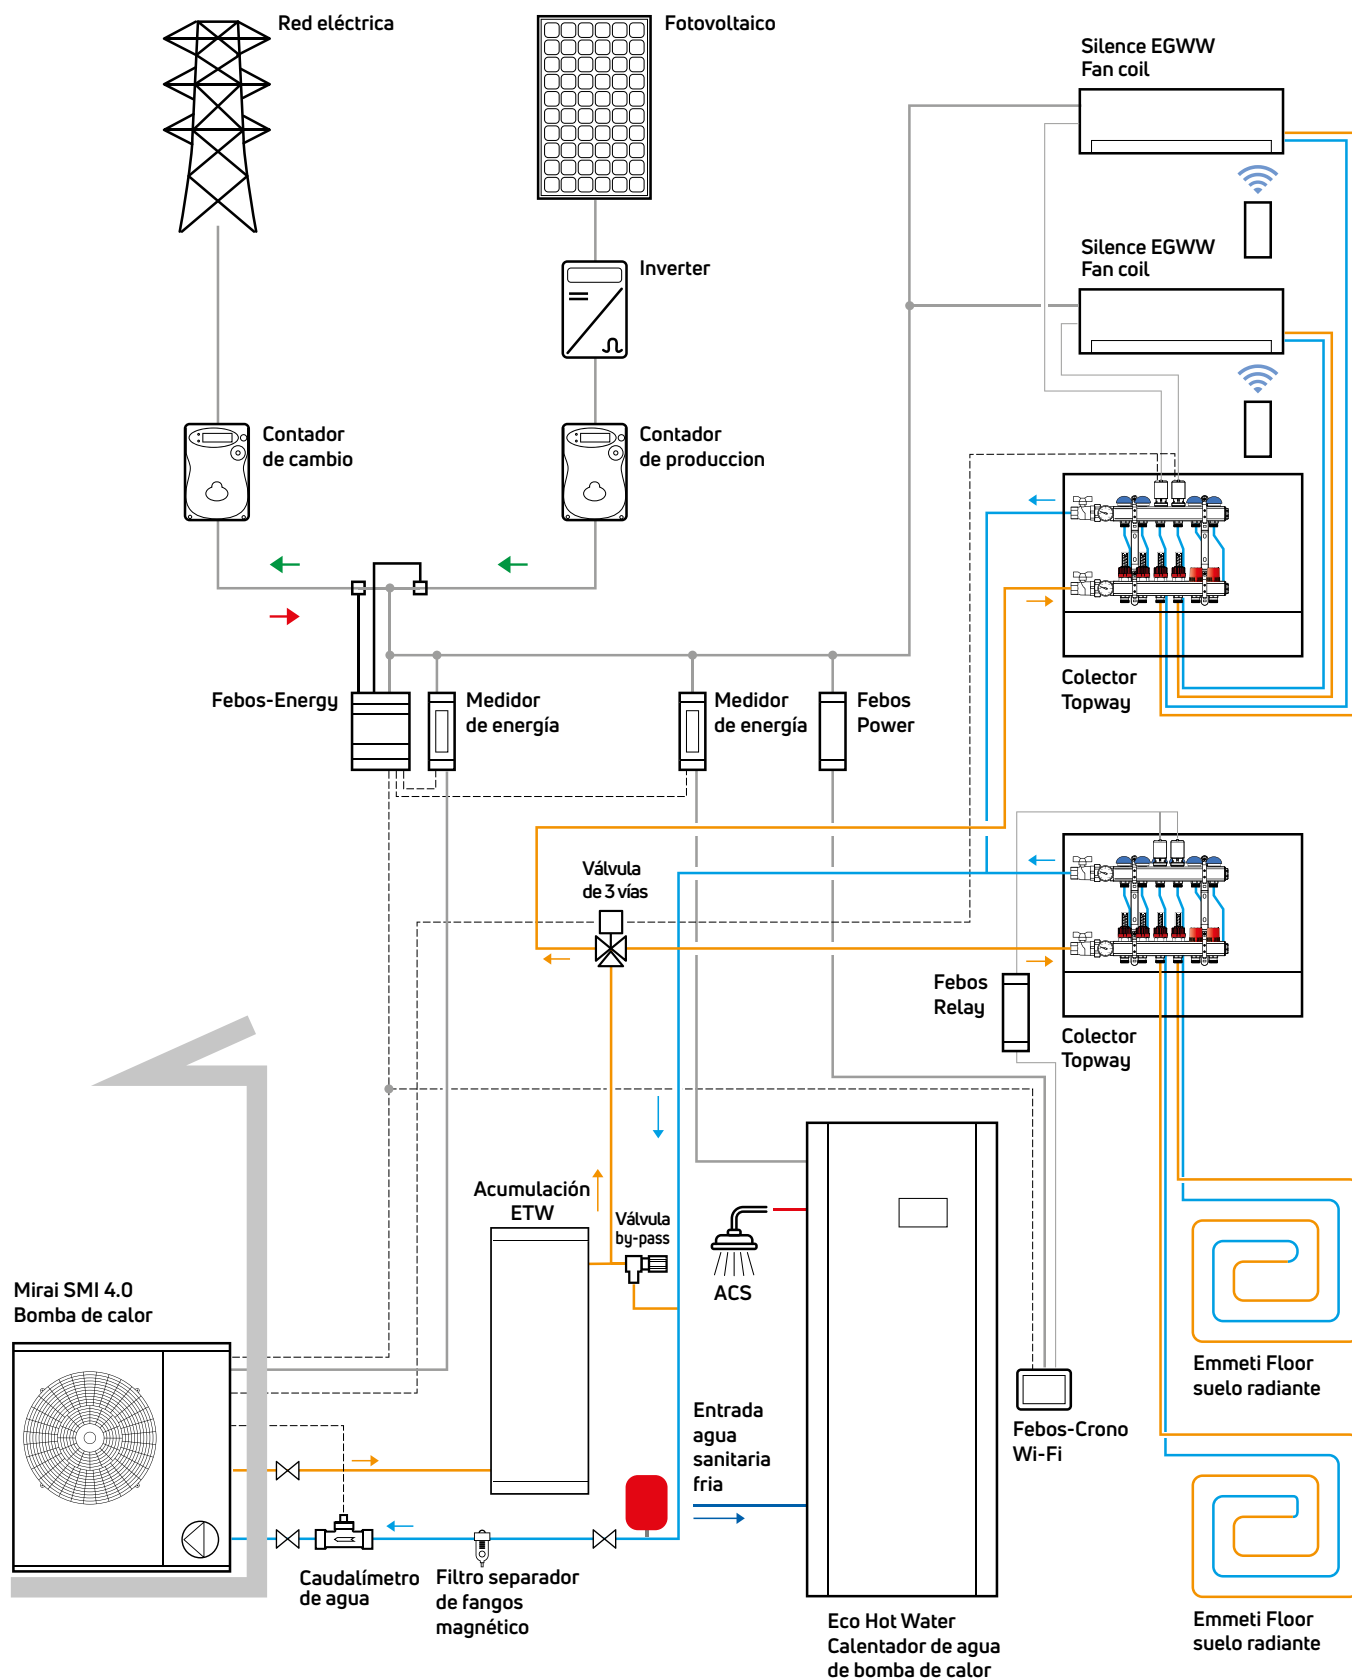 Red eléctrica
Fotovoltaico
Silence EGWW
Fan coil
Inverter
Silence EGWW
Fan coil
Contador
de cambio
Contador
de produccion
Colector
Topway
Febos-Energy
Medidor
de energía
Medidor
de energía
Febos
Power
Válvula
de 3 vías
Febos
Relay
Colector
Topway
Acumulación
ETW
Válvula
by-pass
ACS
Mirai SMI 4.0
Bomba de calor
Emmeti Floor
suelo radiante
Entrada
agua
sanitaria
fria
Febos-Crono
Wi-Fi
Caudalímetro
de agua
Filtro separador
de fangos
magnético
Eco Hot Water
Calentador de agua
de bomba de calor
Emmeti Floor
suelo radiante